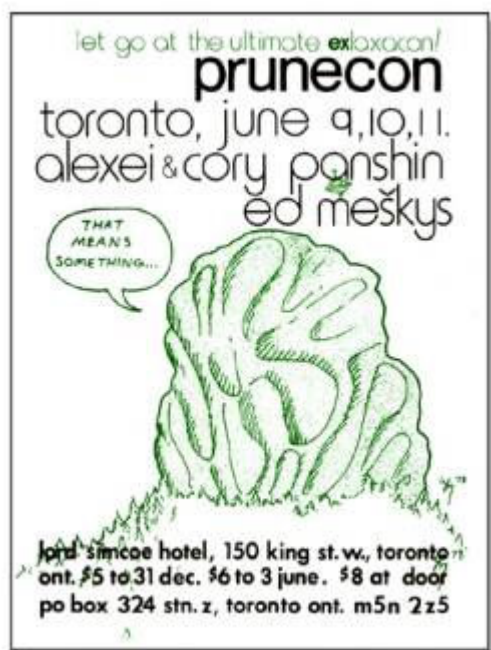 let go at the ultimate exlaxacon!
prunecon
toronto, june 9, 10, 11.
alexei & cory panshin
ed meškys
THAT
MEANS
SOMETHING...
lord simcoe hotel, 150 king st. w., toronto
ont. $5 to 31 dec. $6 to 3 june. $8 at door
po box 324 stn. z, toronto ont. m5n 2z5